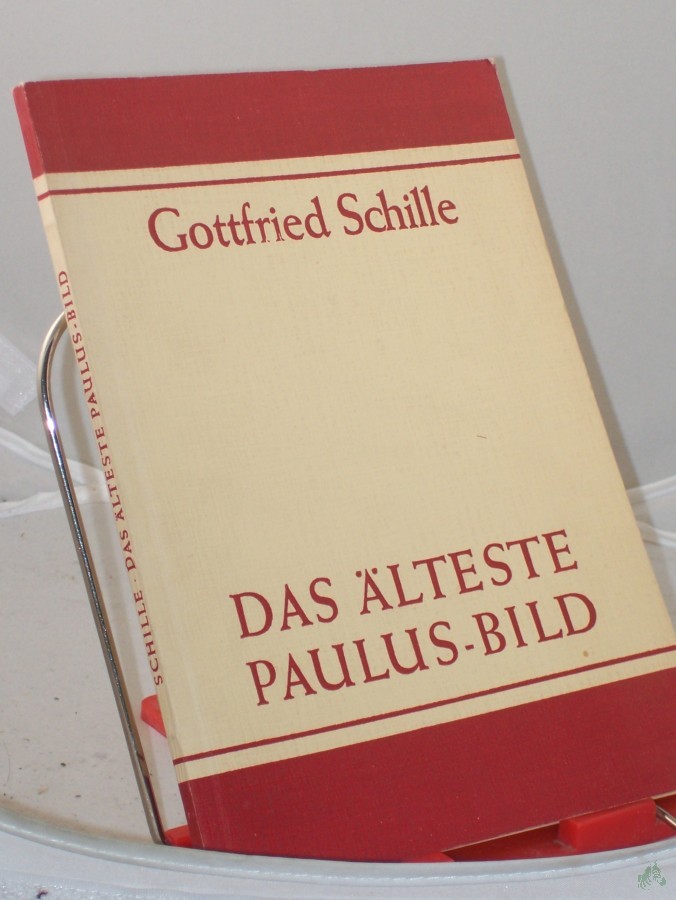 Gottfried Schille
DAS ÄLTESTE
PAULUS-BILD
SCHILLE · DAS ÄLTESTE PAULUS-BILD